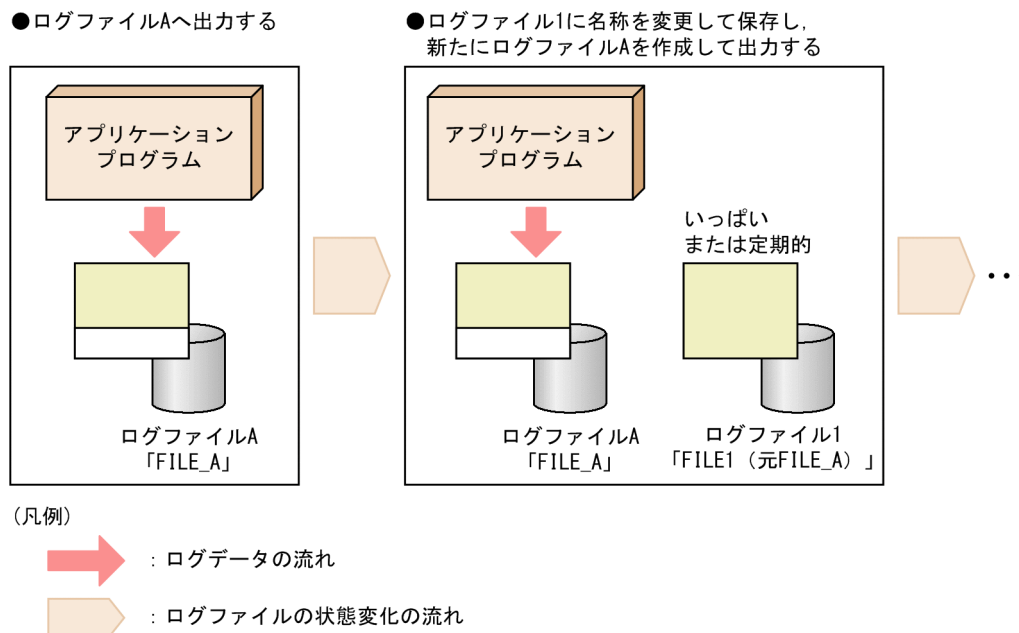 ●ログファイルAへ出力する
●ログファイル1に名称を変更して保存し,
新たにログファイルAを作成して出力する
アプリケーション
プログラム
ログファイルA
「FILE_A」
アプリケーション
プログラム
いっぱい
または定期的
ログファイルA
「FILE_A」
ログファイル1
「FILE1（元FILE_A）」
‥
(凡例)
：ログデータの流れ
：ログファイルの状態変化の流れ